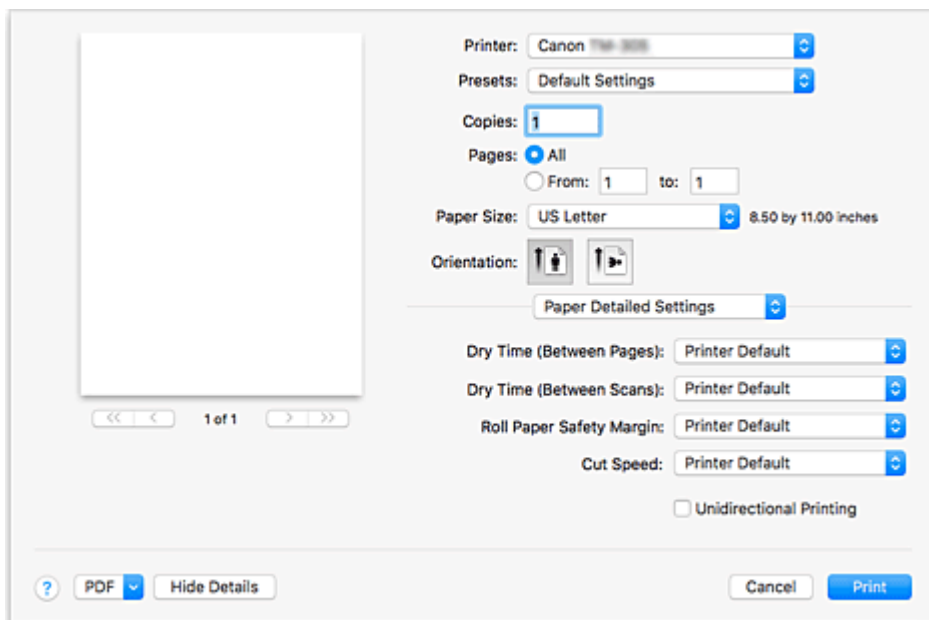 Printer: Canon
Presets: Default Settings
Copies: 1
Pages: All
From: 1 to: 1
Paper Size: US Letter 8.50 by 11.00 inches
Orientation:
Paper Detailed Settings
Dry Time (Between Pages): Printer Default
Dry Time (Between Scans): Printer Default
Roll Paper Safety Margin: Printer Default
Cut Speed: Printer Default
Unidirectional Printing
<< < 1 of 1 > >>
? PDF Hide Details Cancel Print